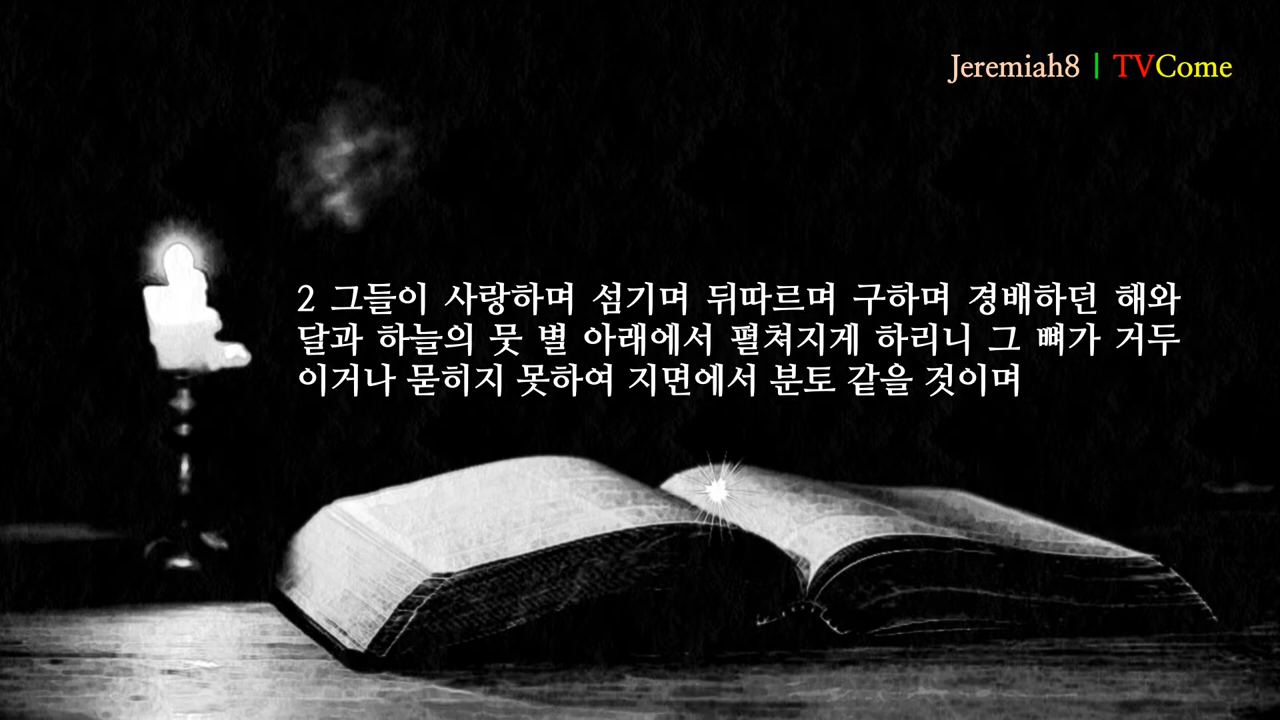 Jeremiah8 | TVCome
2 그들이 사랑하며 섬기며 뒤따르며 구하며 경배하던 해와
달과 하늘의 뭇 별 아래에서 펼쳐지게 하리니 그 뼈가 거두
이거나 묻히지 못하여 지면에서 분토 같을 것이며